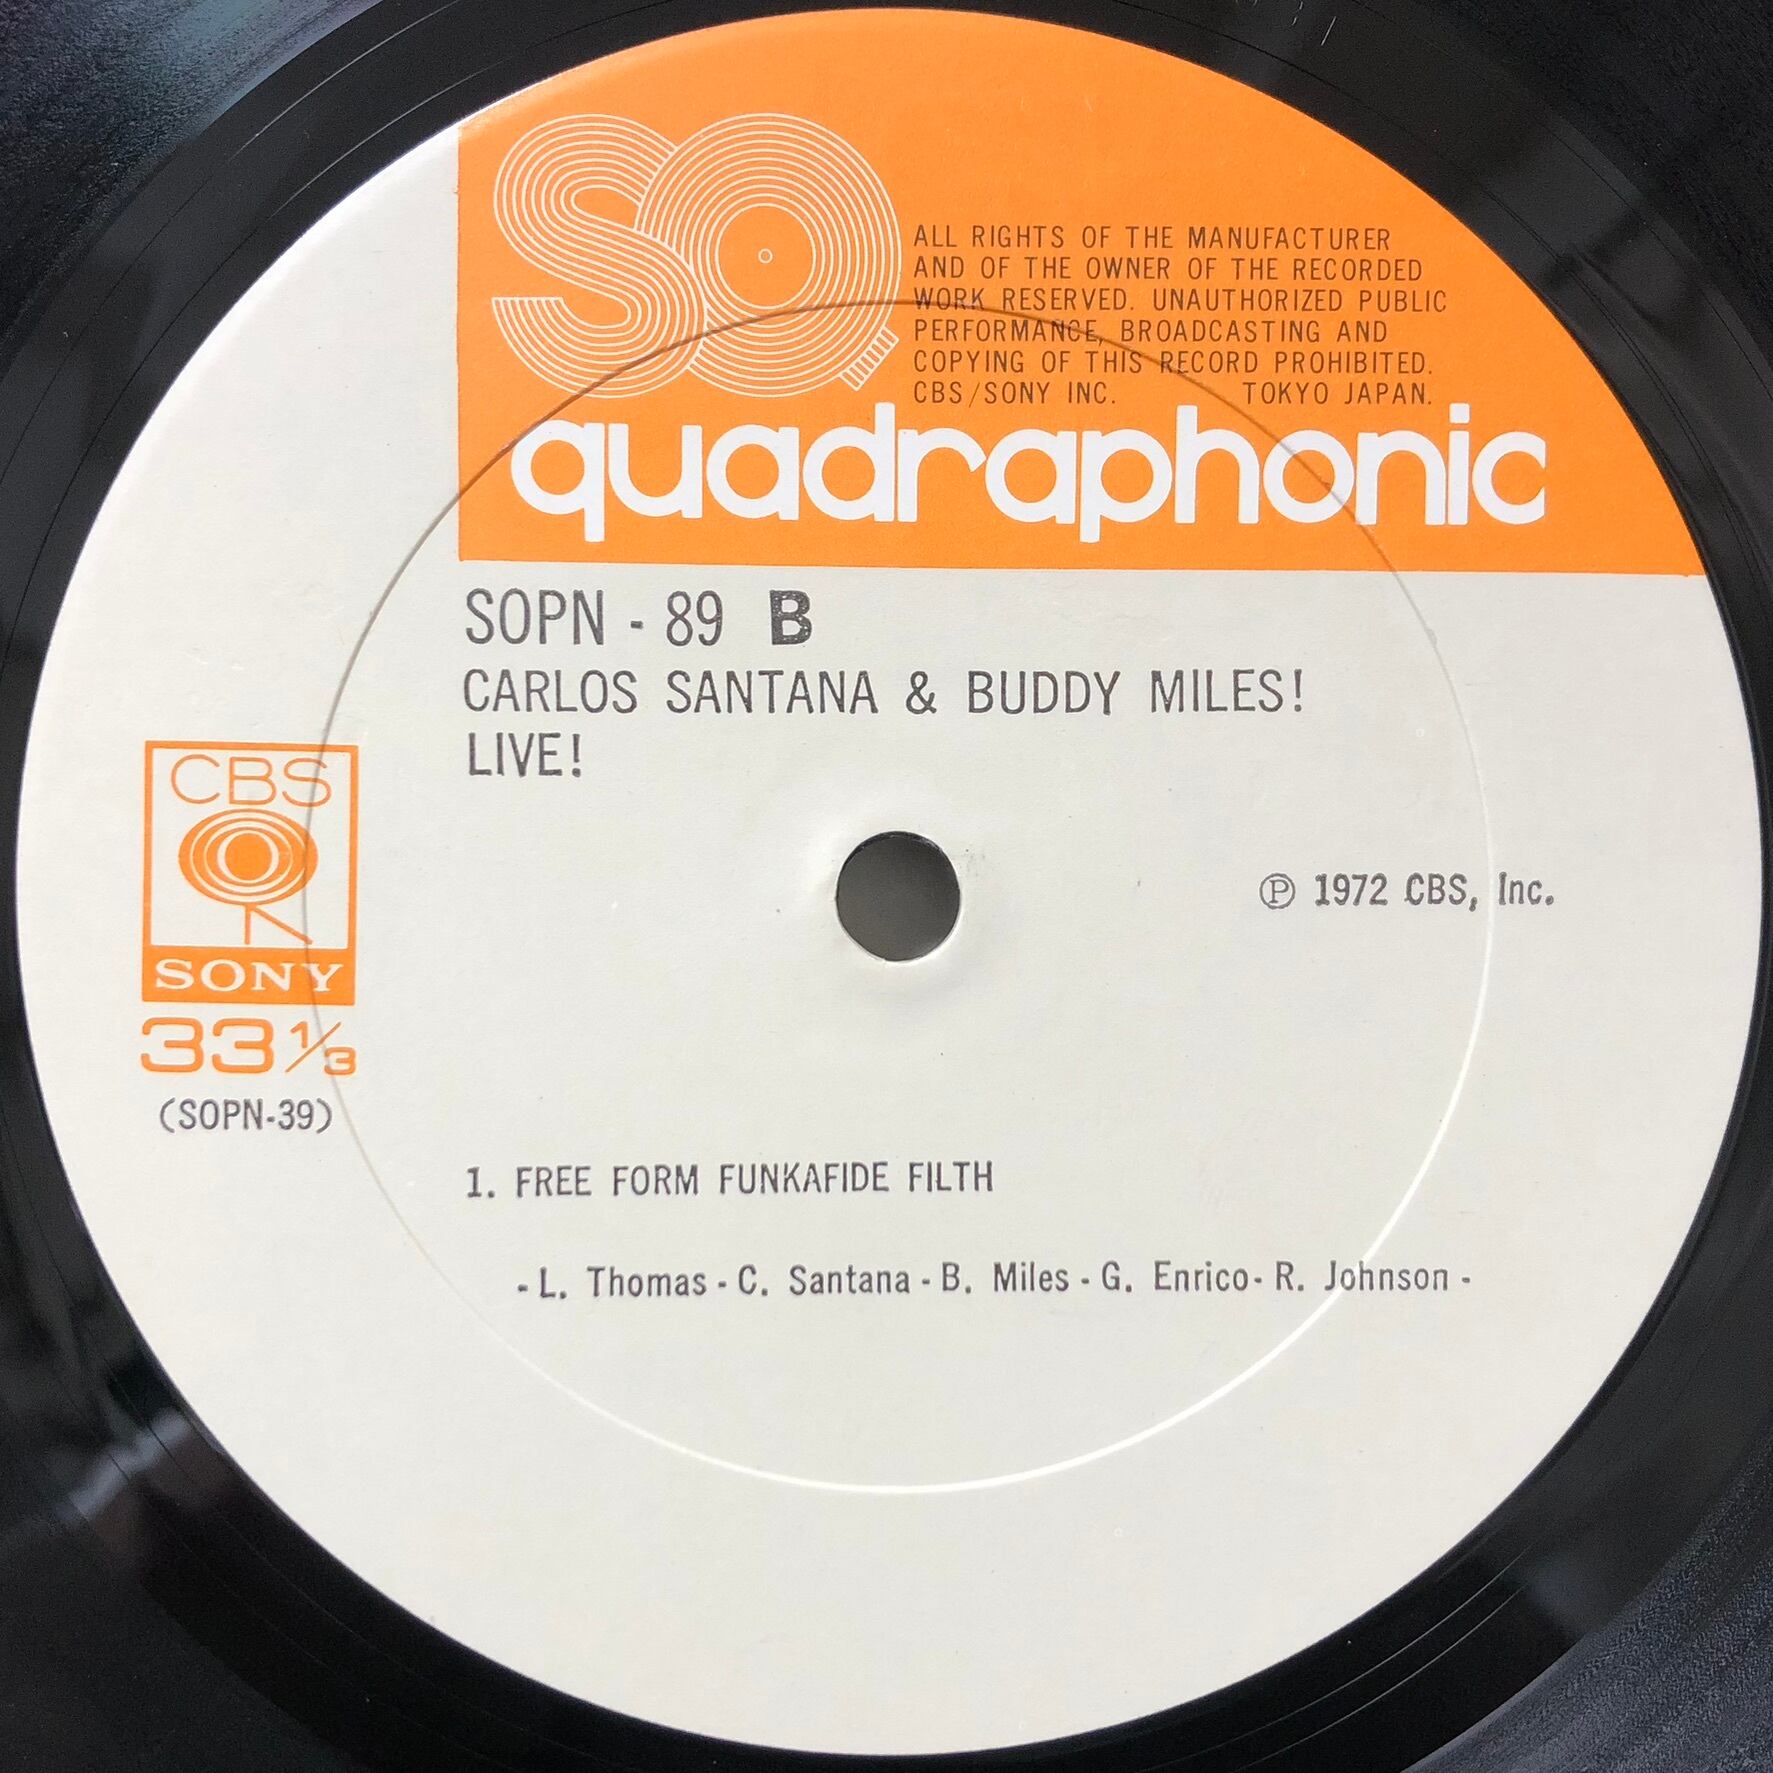 SQ
ALL RIGHTS OF THE MANUFACTURER
AND OF THE OWNER OF THE RECORDED
WORK RESERVED. UNAUTHORIZED PUBLIC
PERFORMANCE, BROADCASTING AND
COPYING OF THIS RECORD PROHIBITED.
CBS/SONY INC. TOKYO JAPAN.
quadraphonic
SOPN - 89 B
CARLOS SANTANA & BUDDY MILES!
LIVE!
CBS
SONY
33 1/3
(SOPN-39)
℗ 1972 CBS, Inc.
1. FREE FORM FUNKAFIDE FILTH
- L. Thomas - C. Santana - B. Miles - G. Enrico - R. Johnson -